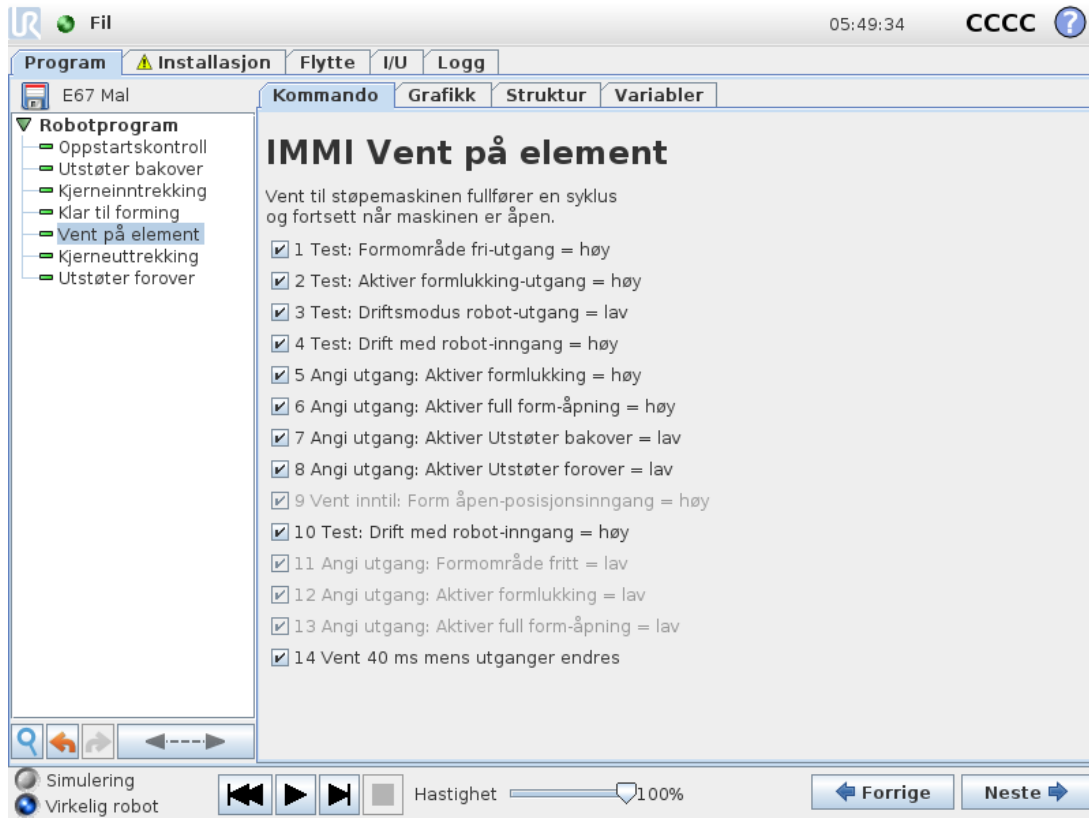 UR Fil 05:49:34 CCCC ?
Program Installasjon Flytte I/U Logg
E67 Mal
Kommando Grafikk Struktur Variabler
Robotprogram
Oppstartskontroll
Utstøter bakover
Kjerneinntrekking
Klar til forming
Vent på element
Kjerneuttrekking
Utstøter forover
IMMI Vent på element
Vent til støpemaskinen fullfører en syklus
og fortsett når maskinen er åpen.
1 Test: Formområde fri-utgang = høy
2 Test: Aktiver formlukking-utgang = høy
3 Test: Driftsmodus robot-utgang = lav
4 Test: Drift med robot-inngang = høy
5 Angi utgang: Aktiver formlukking = høy
6 Angi utgang: Aktiver full form-åpning = høy
7 Angi utgang: Aktiver Utstøter bakover = lav
8 Angi utgang: Aktiver Utstøter forover = lav
9 Vent inntil: Form åpen-posisjonsinngang = høy
10 Test: Drift med robot-inngang = høy
11 Angi utgang: Formområde fritt = lav
12 Angi utgang: Aktiver formlukking = lav
13 Angi utgang: Aktiver full form-åpning = lav
14 Vent 40 ms mens utganger endres
Simulering
Virkelig robot
Hastighet 100%
Forrige Neste